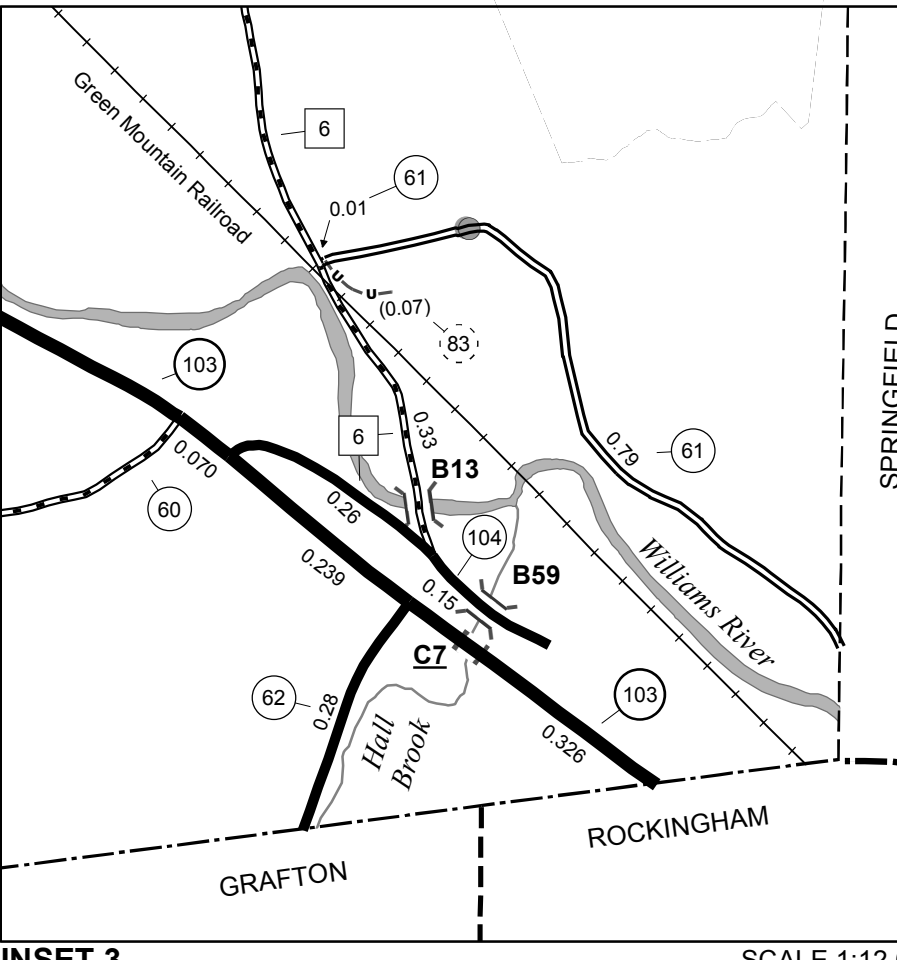 6
Green Mountain Railroad
61
0.01
(0.07)
83
103
6
0.33
0.79
61
SPRINGFIELD
0.070
B13
60
0.26
104
0.239
B59
0.15
Williams River
C7
62
0.28
103
Hall
Brook
0.326
ROCKINGHAM
GRAFTON
U
U
INSET 3